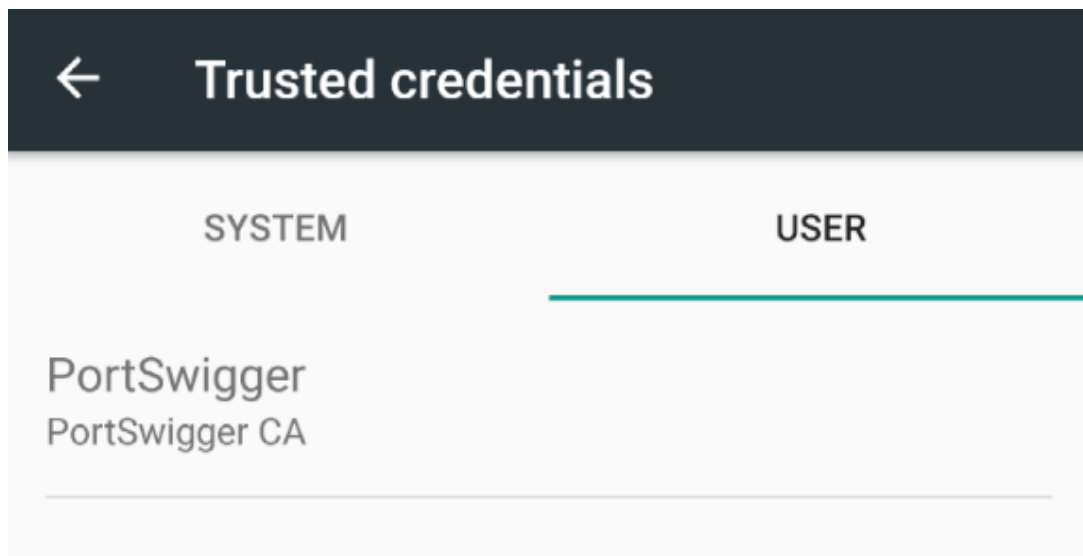 Trusted credentials
SYSTEM
USER
PortSwigger
PortSwigger CA